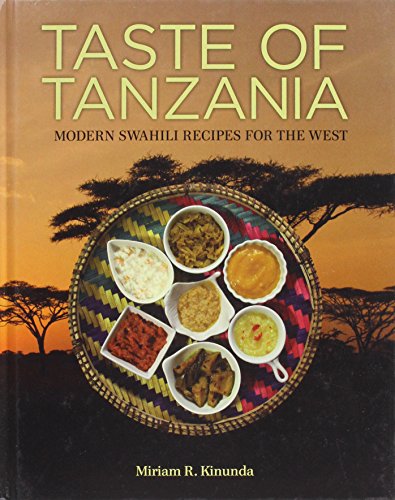 TASTE OF
TANZANIA
MODERN SWAHILI RECIPES FOR THE WEST
Miriam R. Kinunda